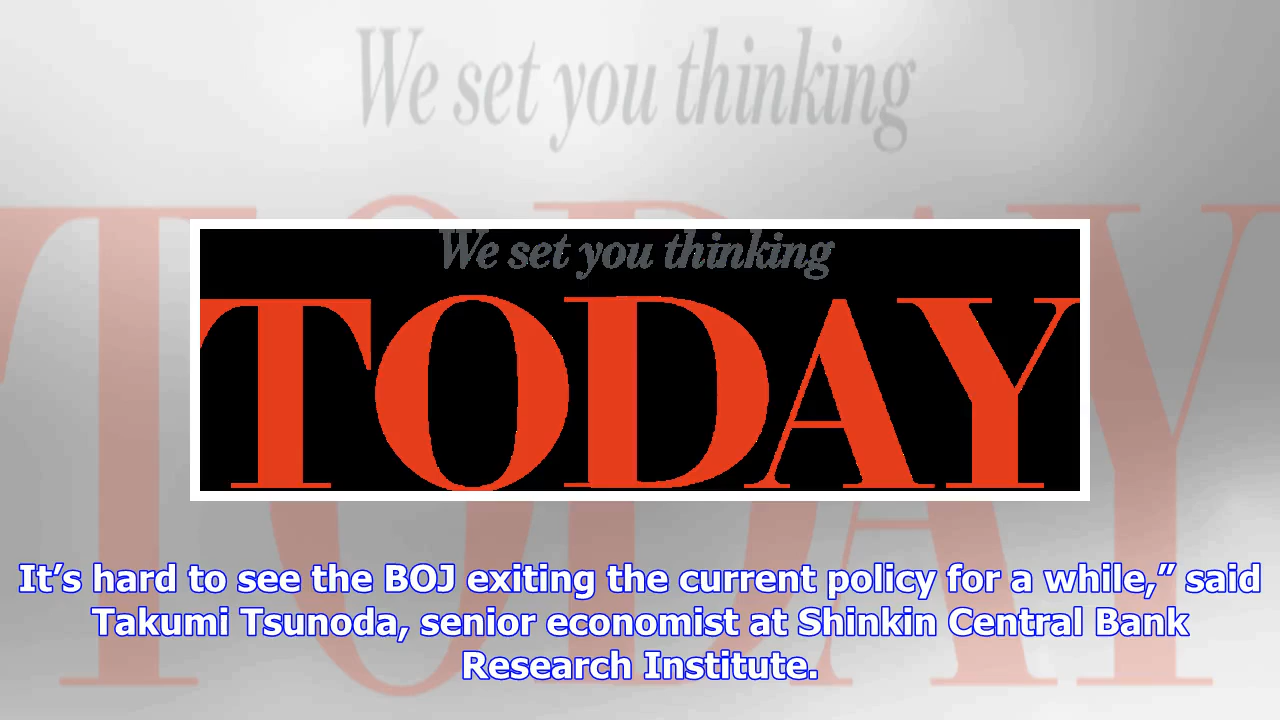 We set you thinking
TODAY
We set you thinking
TODAY
It’s hard to see the BOJ exiting the current policy for a while,” said
Takumi Tsunoda, senior economist at Shinkin Central Bank
Research Institute.